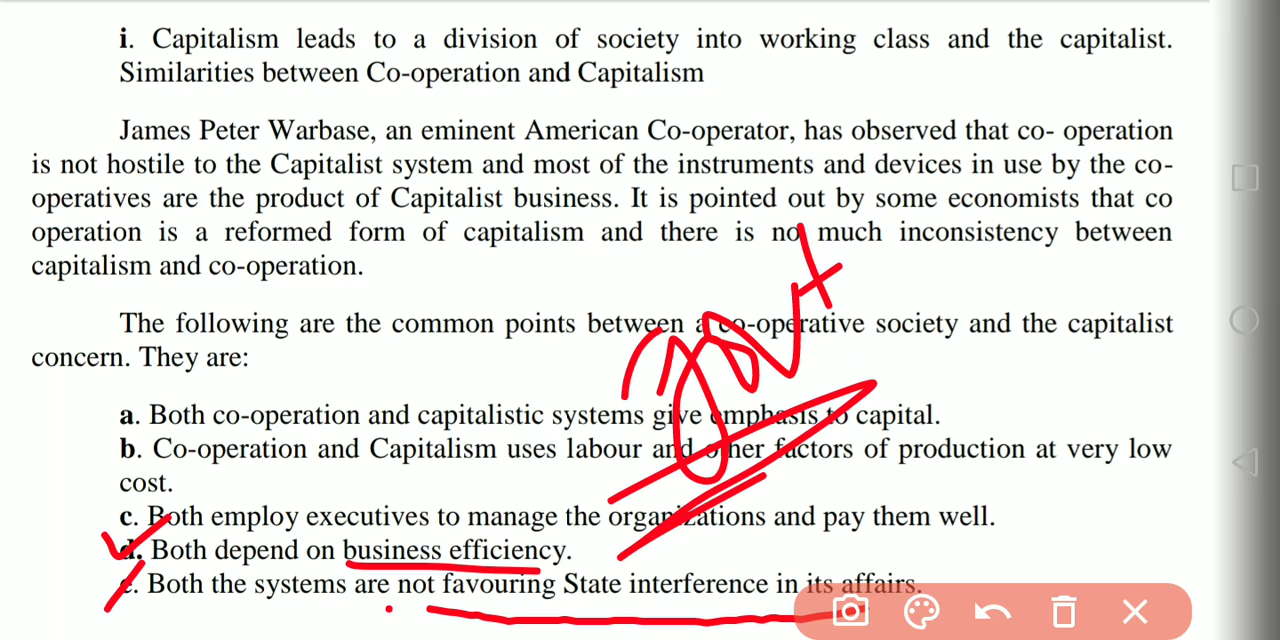 i. Capitalism leads to a division of society into working class and the capitalist.
Similarities between Co-operation and Capitalism
James Peter Warbase, an eminent American Co-operator, has observed that co- operation
is not hostile to the Capitalist system and most of the instruments and devices in use by the co-
operatives are the product of Capitalist business. It is pointed out by some economists that co
operation is a reformed form of capitalism and there is not much inconsistency between
capitalism and co-operation.
The following are the common points between a co-operative society and the capitalist
concern. They are:
a. Both co-operation and capitalistic systems give emphasis to capital.
b. Co-operation and Capitalism uses labour and other factors of production at very low
cost.
c. Both employ executives to manage the organizations and pay them well.
d. Both depend on business efficiency.
e. Both the systems are not favouring State interference in its affairs.